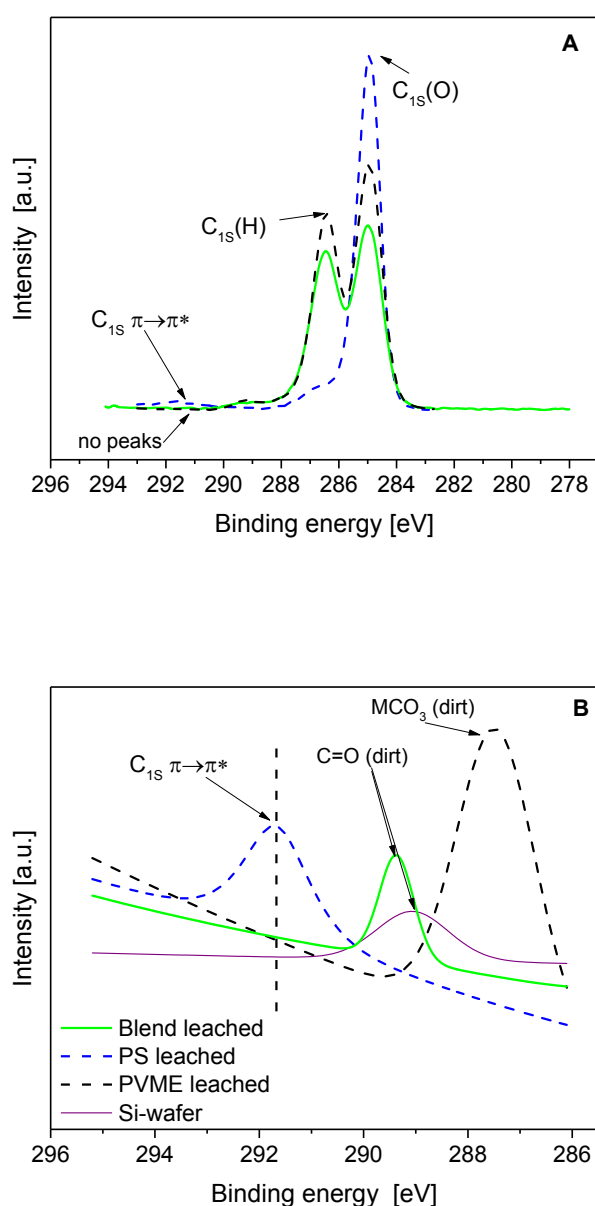 A
C1S(O)
C1S(H)
C1S π→π*
no peaks
Intensity [a.u.]
296 294 292 290 288 286 284 282 280 278
Binding energy [eV]
B
MCO3 (dirt)
C=O (dirt)
C1S π→π*
Intensity [a.u.]
Blend leached
PS leached
PVME leached
Si-wafer
296 294 292 290 288 286
Binding energy [eV]